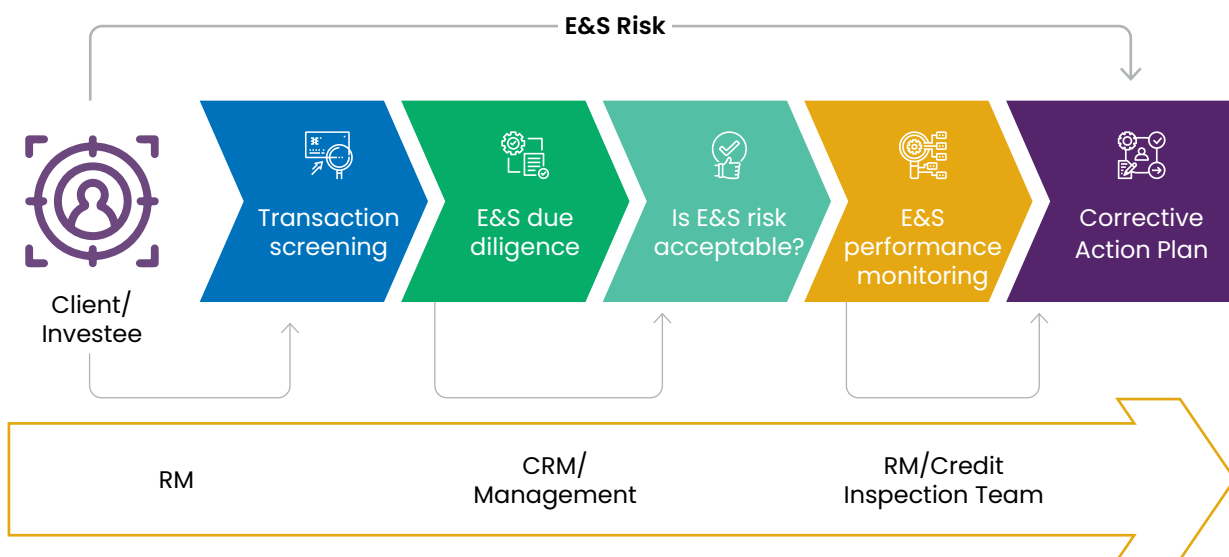 E&S Risk
Client/
Investee
Transaction
screening
E&S due
diligence
Is E&S risk
acceptable?
E&S
performance
monitoring
Corrective
Action Plan
RM
CRM/
Management
RM/Credit
Inspection Team